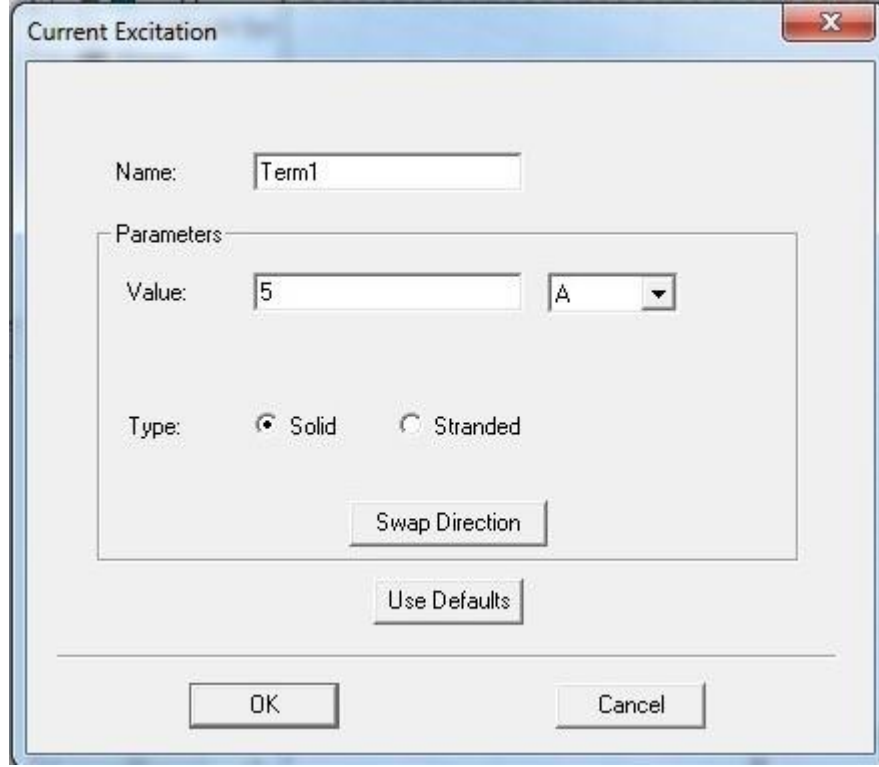 Current Excitation
Name: Term1
Parameters
Value: 5 A
Type: Solid Stranded
Swap Direction
Use Defaults
OK Cancel